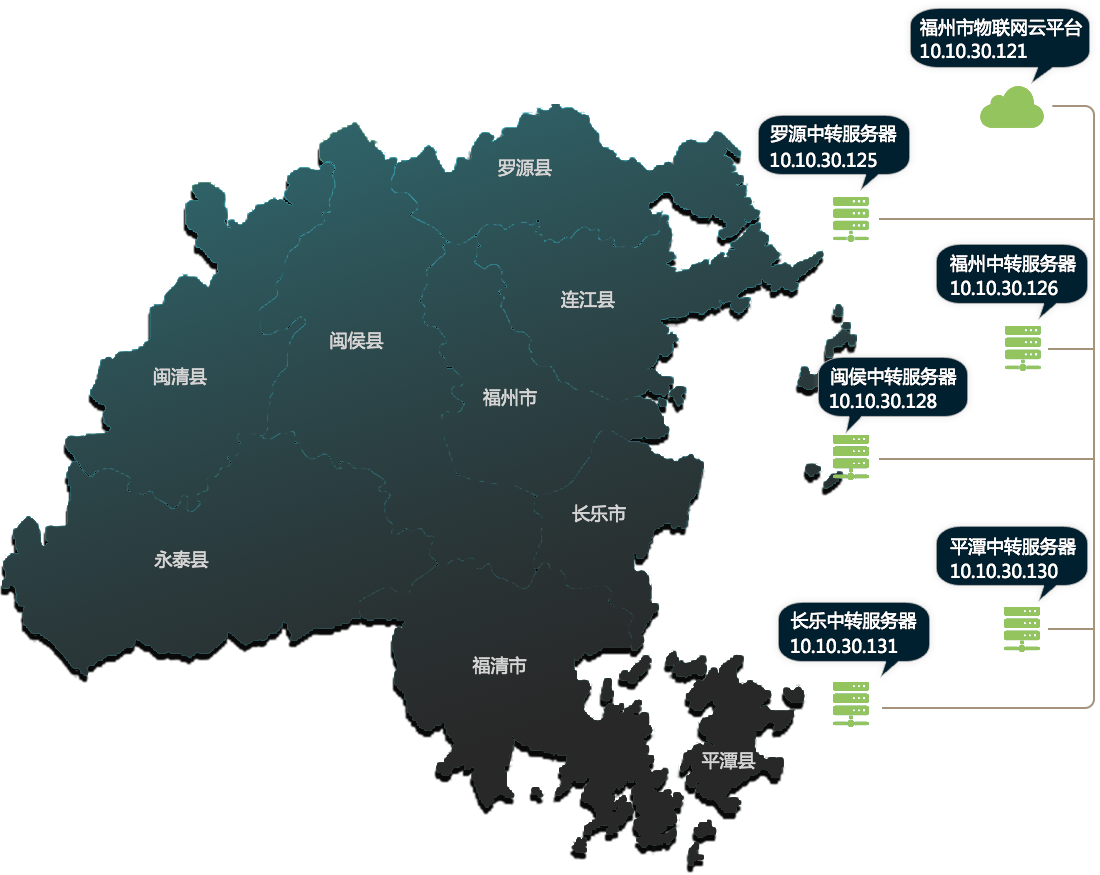 福州市物联网云平台
10.10.30.121
罗源中转服务器
10.10.30.125
罗源县
福州中转服务器
10.10.30.126
连江县
闽侯县
闽清县
闽侯中转服务器
10.10.30.128
福州市
长乐市
永泰县
平潭中转服务器
10.10.30.130
长乐中转服务器
10.10.30.131
福清市
平潭县